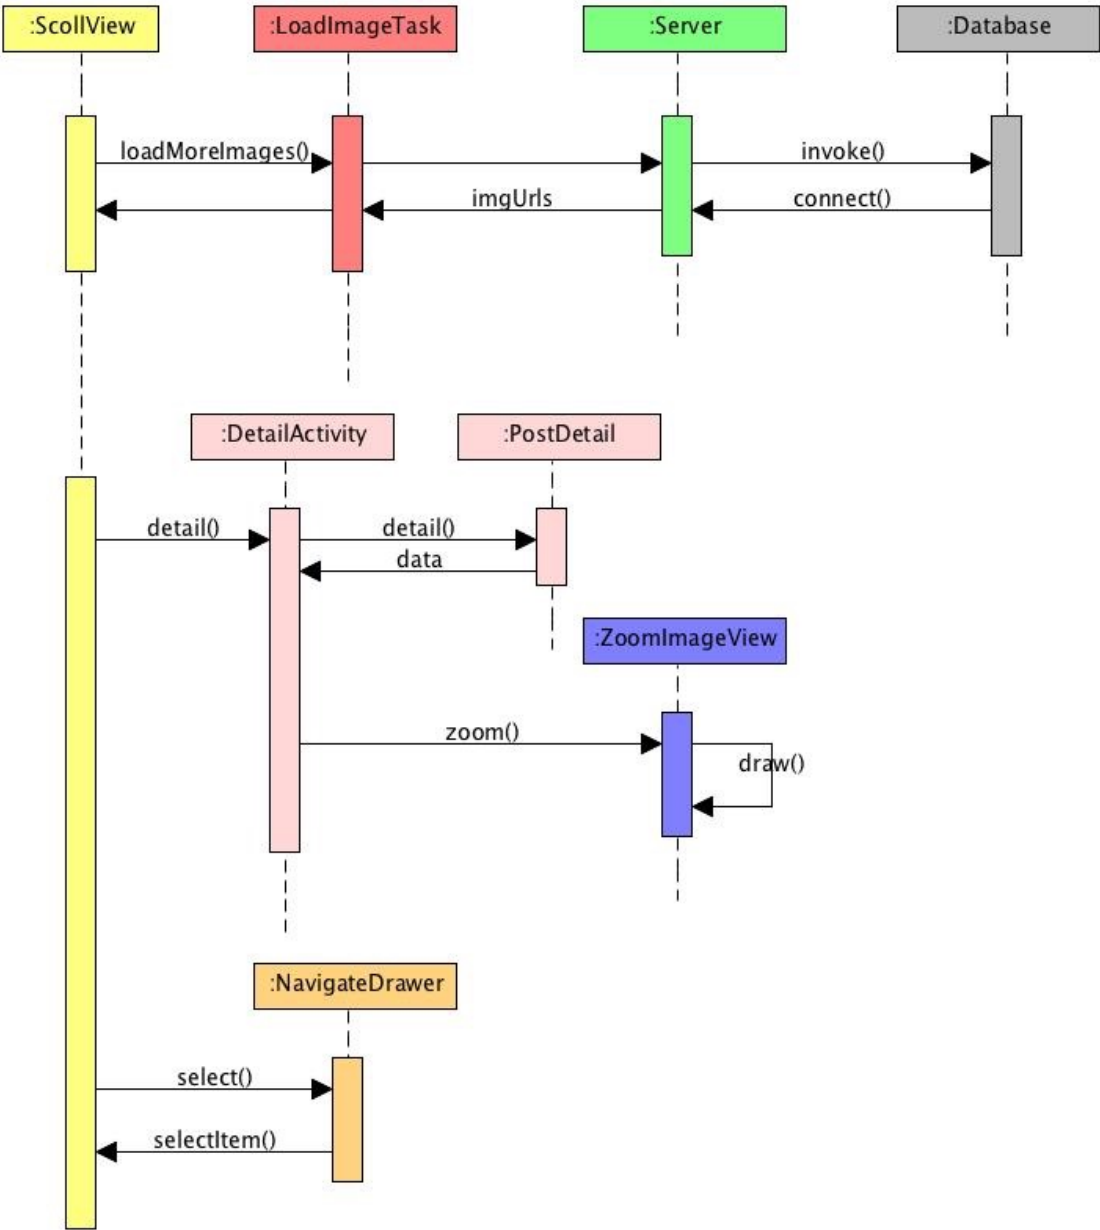 :ScollView
:LoadImageTask
:Server
:Database
loadMoreImages()
invoke()
imgUrls
connect()
:DetailActivity
:PostDetail
detail()
detail()
data
:ZoomImageView
zoom()
draw()
:NavigateDrawer
select()
selectItem()